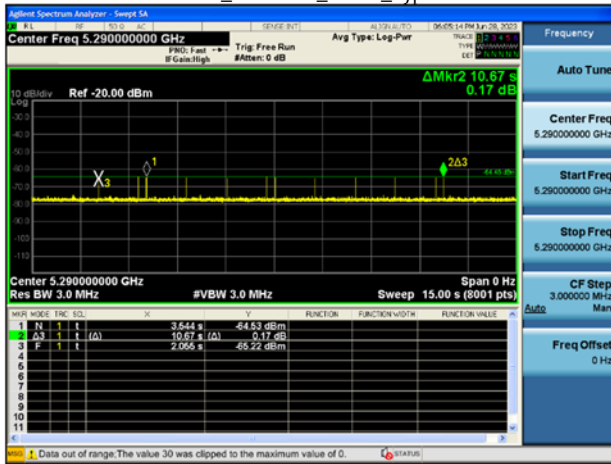 Agilent Spectrum Analyzer - Swept SA
RL RF 50 Ω AC SENSE:INT ALIGN AUTO 06:05:14 PM Jun 28, 2023
Center Freq 5.290000000 GHz
PNO: Fast
IFGain:High
Trig: Free Run
#Atten: 0 dB
Avg Type: Log-Pwr
TRACE 1 2 3 4 5 6
TYPE
DET P N N N N N
ΔMkr2 10.67 s
0.17 dB
10 dB/div Ref -20.00 dBm
Log
-30.0
-40.0
-50.0
-60.0
-80.0
-100
-110
1
X3
2Δ3
Center 5.290000000 GHz
Res BW 3.0 MHz
#VBW 3.0 MHz
Span 0 Hz
Sweep 15.00 s (8001 pts)
MKR MODE TRC SCL X Y FUNCTION FUNCTION WIDTH FUNCTION VALUE
1 N 1 t 3.544 s -64.53 dBm
2 Δ3 1 t (Δ) 10.67 s (Δ) 0.17 dB
3 F 1 t -65.22 dBm
4
5
6
7
8
9
10
11
MSG Data out of range;The value 30 was clipped to the maximum value of 0. STATUS
Frequency
Auto Tune
Center Freq
5.290000000 GHz
Start Freq
5.290000000 GHz
Stop Freq
5.290000000 GHz
CF Step
3.000000 MHz
Auto Man
Freq Offset
0 Hz